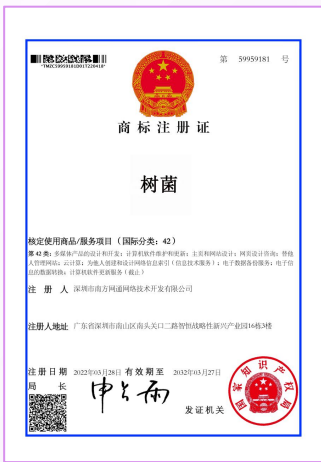 第 59959181 号
*TMZC59959181D01T220418*
商标注册证
树菌
核定使用商品/服务项目（国际分类：42）
第42类：多媒体产品的设计和开发；计算机软件维护和更新；主页和网站设计；网页设计咨询；替他
人管理网站；云计算；为他人创建和设计网络信息索引（信息技术服务）；电子数据备份服务；电子信
息的数据转换；计算机软件更新服务（截止）
注 册 人 深圳市南方网通网络技术开发有限公司
注册人地址 广东省深圳市南山区南头关口二路智恒战略性新兴产业园16栋3楼
注册日期 2022年03月28日 有效期至 2032年03月27日
局 长 申长雨
发证机关
国家知识产权局